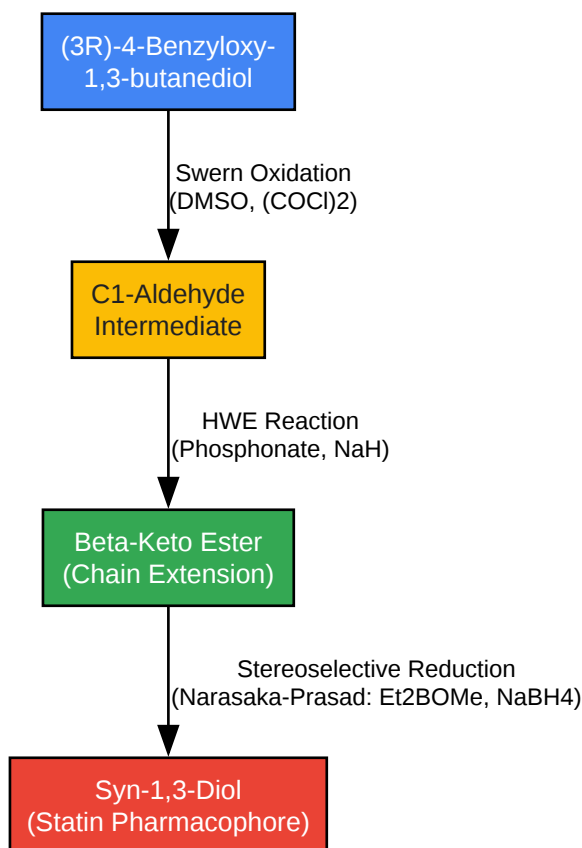 (3R)-4-Benzyloxy-
1,3-butanediol
Swern Oxidation
(DMSO, (COCl)2)
C1-Aldehyde
Intermediate
HWE Reaction
(Phosphonate, NaH)
Beta-Keto Ester
(Chain Extension)
Stereoselective Reduction
(Narasaka-Prasad: Et2BOMe, NaBH4)
Syn-1,3-Diol
(Statin Pharmacophore)